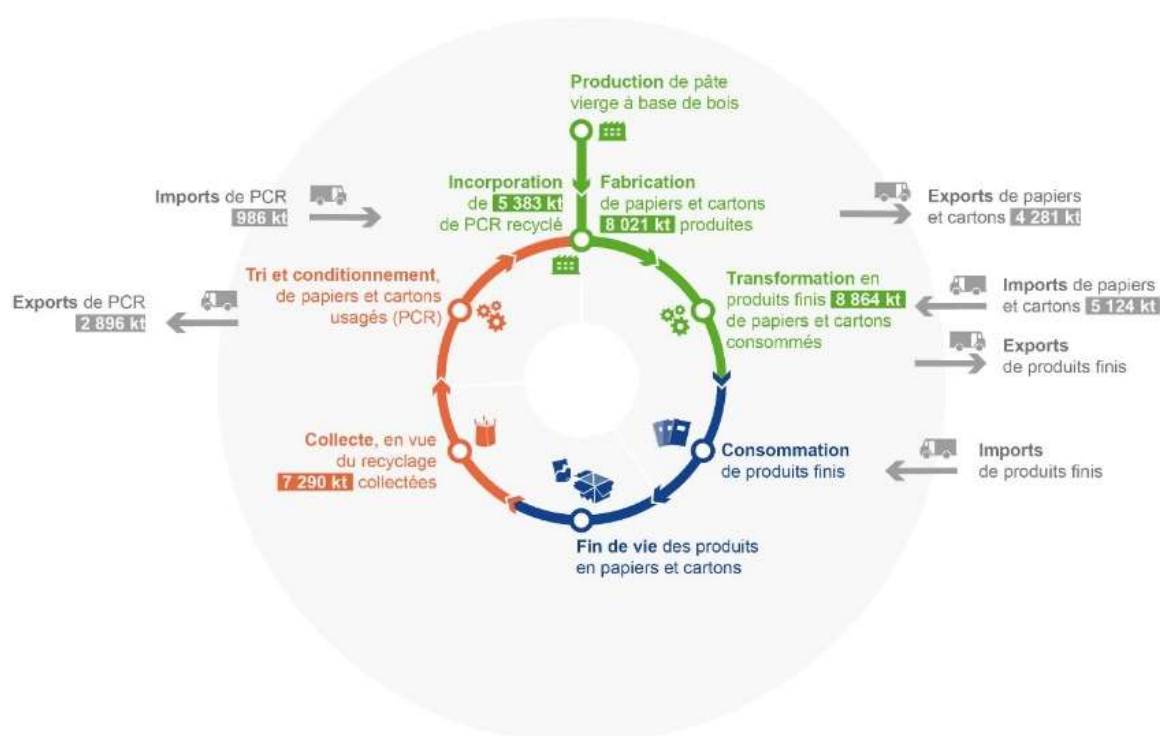 Production de pâte
vierge à base de bois
Imports de PCR
986 kt
Incorporation
de 5 383 kt
de PCR recyclé
Fabrication
de papiers et cartons
8 021 kt produites
Exports de papiers
et cartons 4 281 kt
Exports de PCR
2 896 kt
Tri et conditionnement,
de papiers et cartons
usagés (PCR)
Transformation en
produits finis 8 864 kt
de papiers et cartons
consommés
Imports de papiers
et cartons 5 124 kt
Exports
de produits finis
Collecte, en vue
du recyclage
7 290 kt collectées
Consommation
de produits finis
Imports
de produits finis
Fin de vie des produits
en papiers et cartons